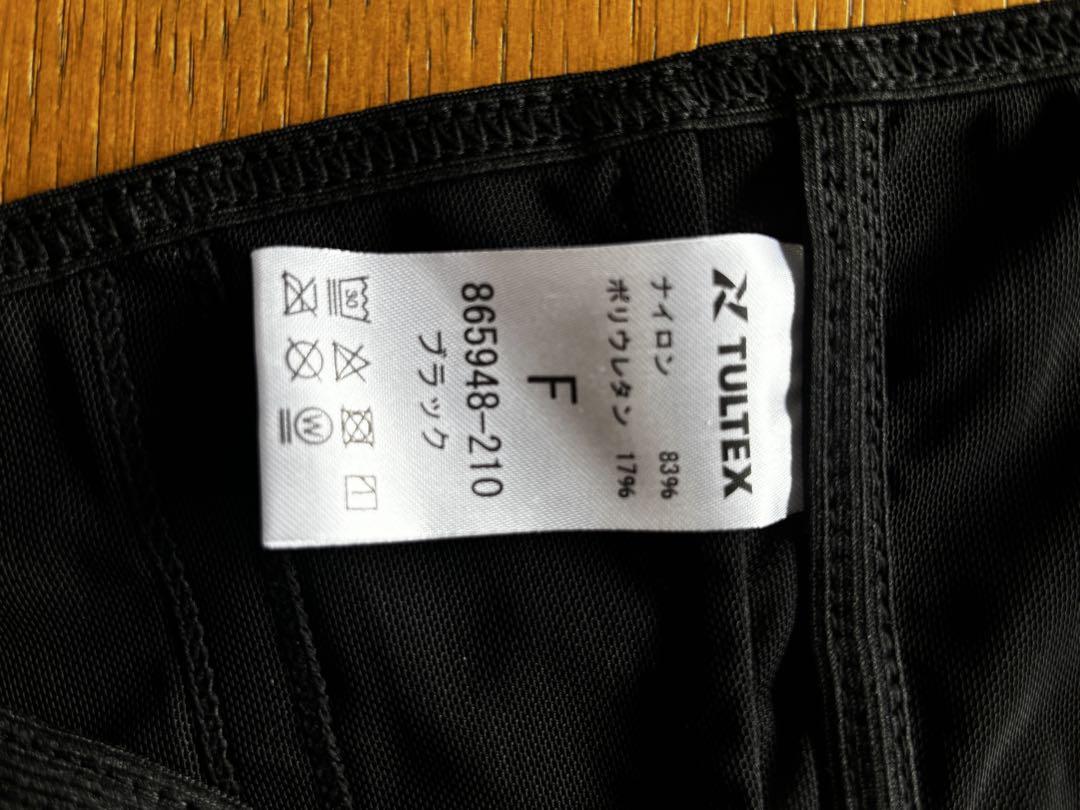 TULTEX
ナイロン 83%
ポリウレタン 17%
F
865948-210
ブラック
30
W